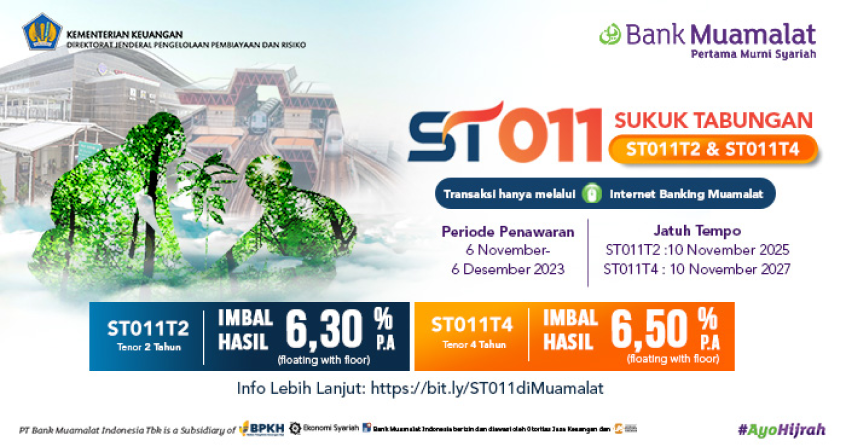 KEMENTERIAN KEUANGAN
DIREKTORAT JENDERAL PENGELOLAAN PEMBIAYAAN DAN RISIKO
Bank Muamalat
Pertama Murni Syariah
ST011
SUKUK TABUNGAN
ST011T2 & ST011T4
Transaksi hanya melalui Internet Banking Muamalat
Periode Penawaran
6 November-
6 Desember 2023
Jatuh Tempo
ST011T2 :10 November 2025
ST011T4 : 10 November 2027
ST011T2
Tenor 2 Tahun
IMBAL
HASIL
6,30 %
P.A
(floating with floor)
ST011T4
Tenor 4 Tahun
IMBAL
HASIL
6,50 %
P.A
(floating with floor)
Info Lebih Lanjut: https://bit.ly/ST011diMuamalat
PT Bank Muamalat Indonesia Tbk is a Subsidiary of BPKH Ekonomi Syariah Bank Muamalat Indonesia berizin dan diawasi oleh Otoritas Jasa Keuangan dan
#AyoHijrah